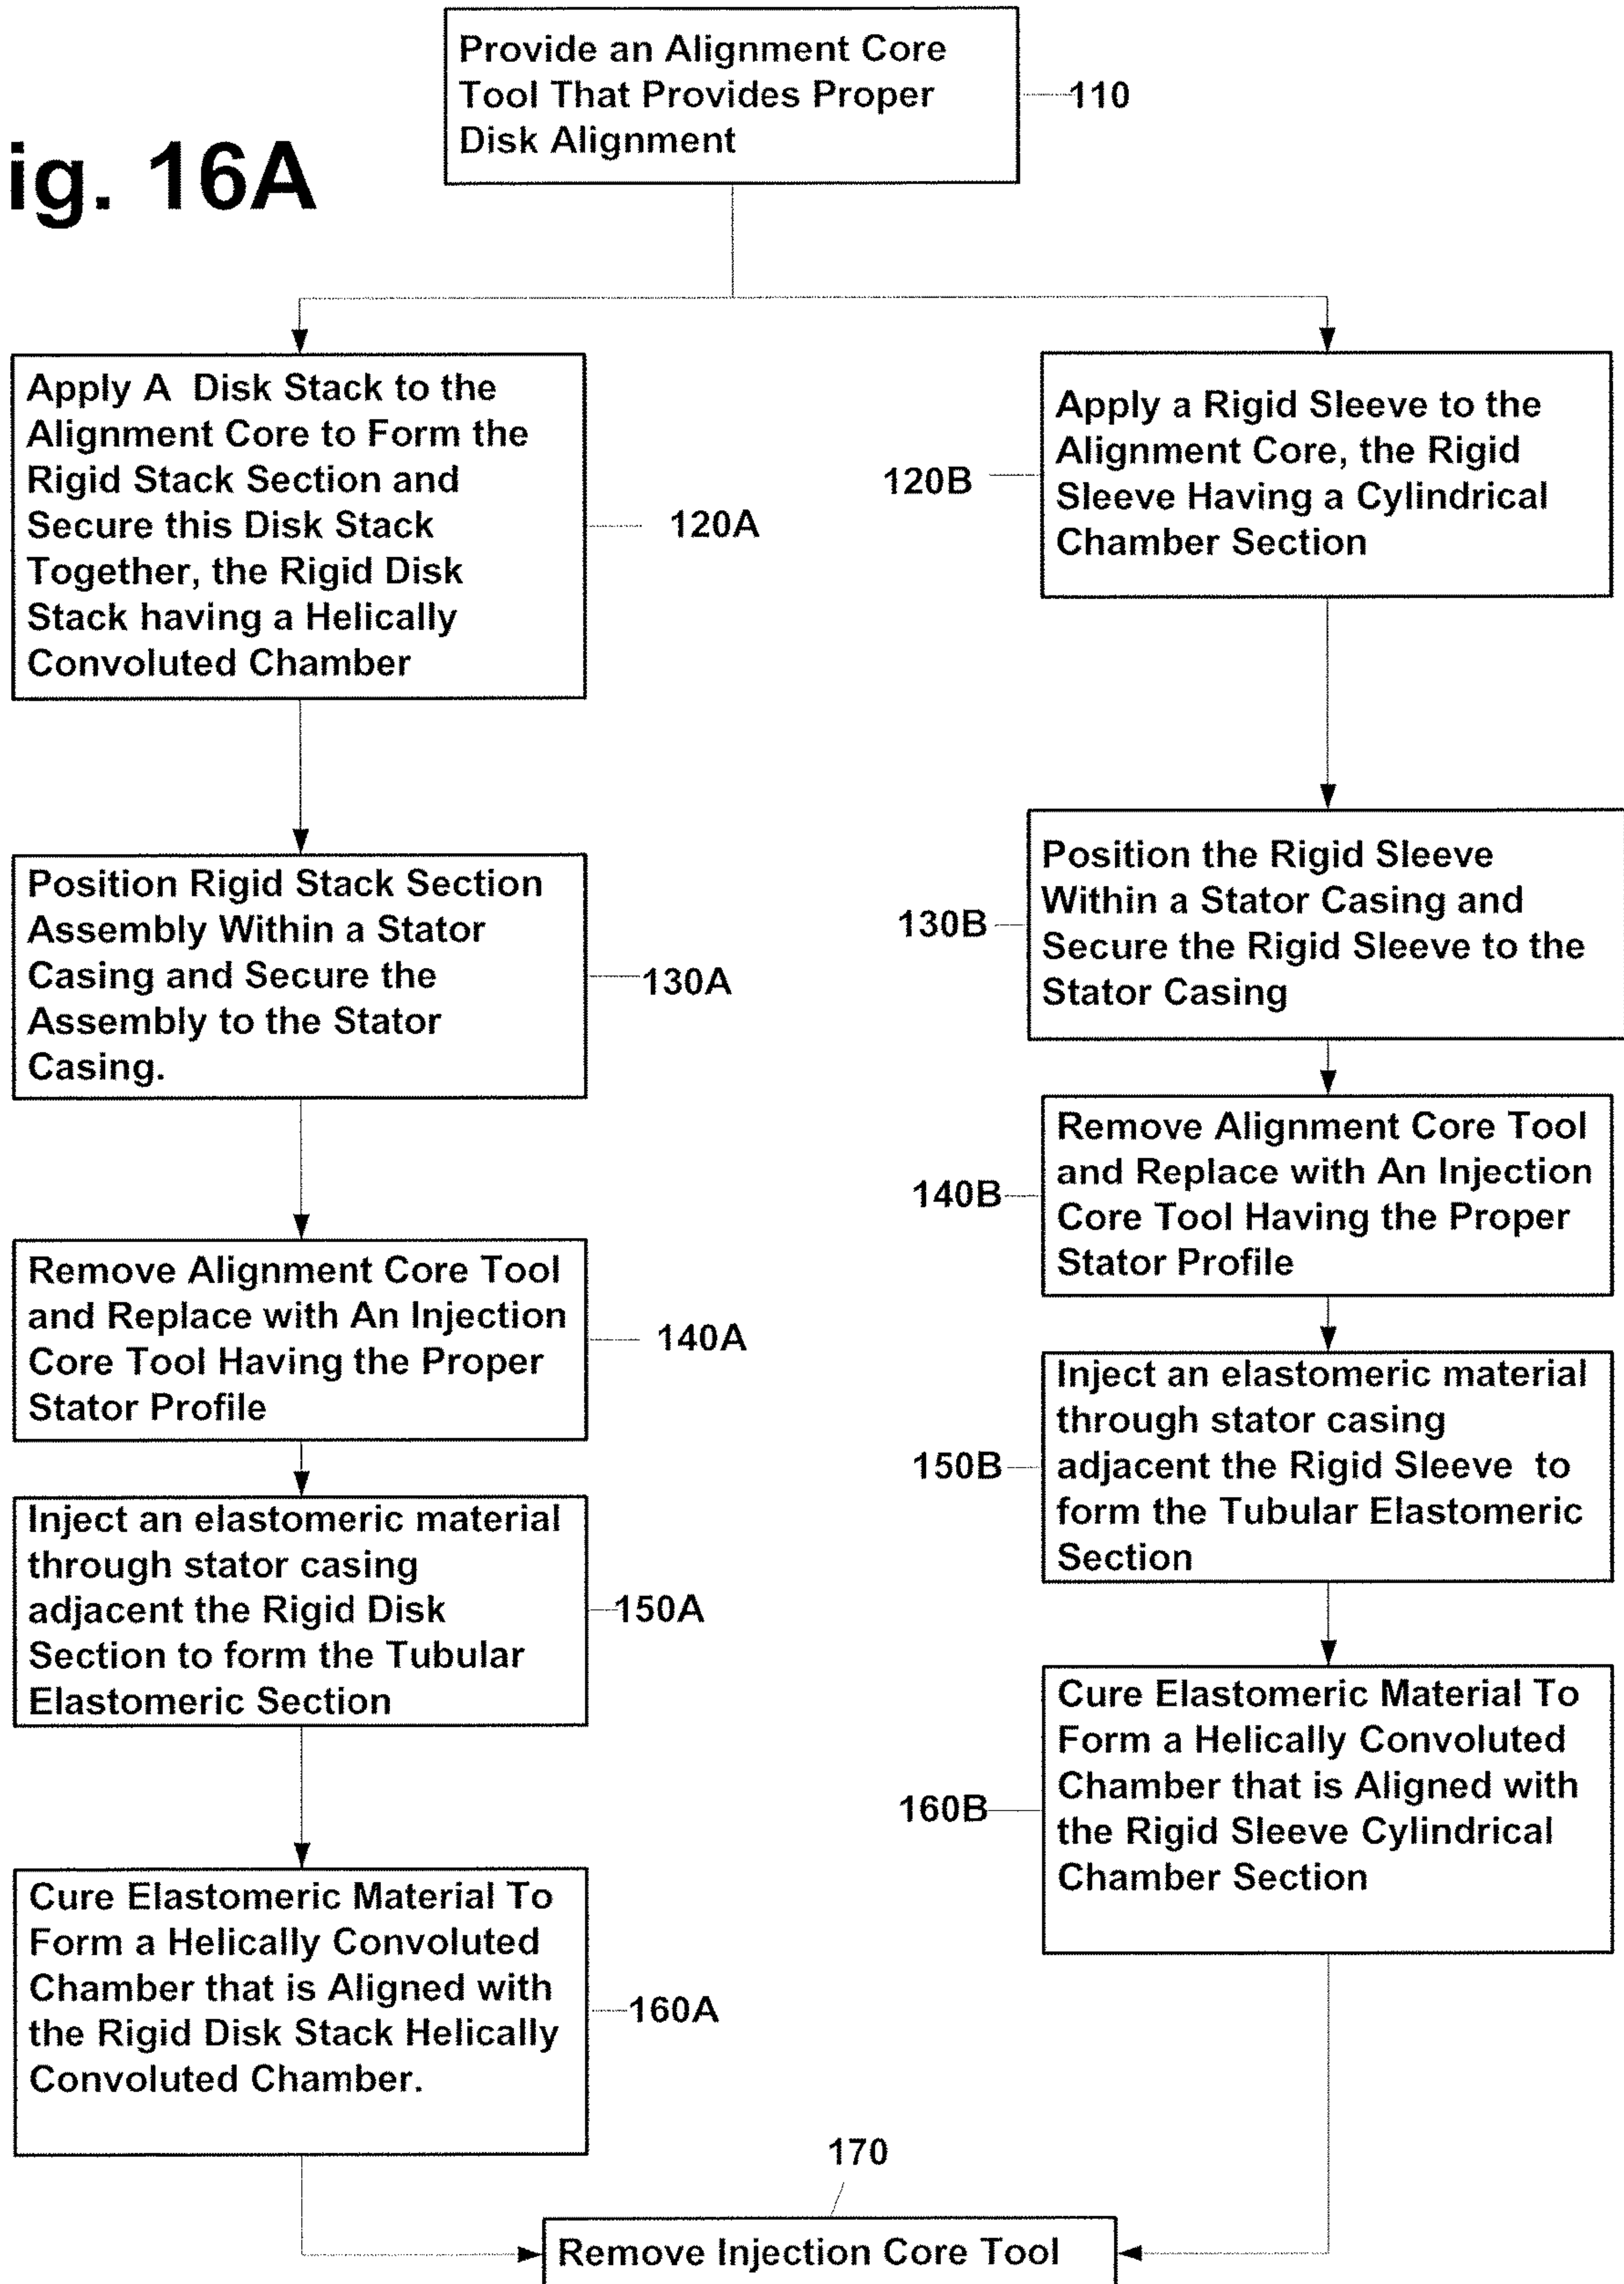 Provide an Alignment Core
Tool That Provides Proper
Disk Alignment
110
ig. 16A
Apply A Disk Stack to the
Alignment Core to Form the
Rigid Stack Section and
Secure this Disk Stack
Together, the Rigid Disk
Stack having a Helically
Convoluted Chamber
120A
120B
Apply a Rigid Sleeve to the
Alignment Core, the Rigid
Sleeve Having a Cylindrical
Chamber Section
Position Rigid Stack Section
Assembly Within a Stator
Casing and Secure the
Assembly to the Stator
Casing.
130A
130B
Position the Rigid Sleeve
Within a Stator Casing and
Secure the Rigid Sleeve to the
Stator Casing
Remove Alignment Core Tool
and Replace with An Injection
Core Tool Having the Proper
Stator Profile
140A
140B
Remove Alignment Core Tool
and Replace with An Injection
Core Tool Having the Proper
Stator Profile
Inject an elastomeric material
through stator casing
adjacent the Rigid Disk
Section to form the Tubular
Elastomeric Section
150A
150B
Inject an elastomeric material
through stator casing
adjacent the Rigid Sleeve to
form the Tubular Elastomeric
Section
Cure Elastomeric Material To
Form a Helically Convoluted
Chamber that is Aligned with
the Rigid Disk Stack Helically
Convoluted Chamber.
160A
160B
Cure Elastomeric Material To
Form a Helically Convoluted
Chamber that is Aligned with
the Rigid Sleeve Cylindrical
Chamber Section
170
Remove Injection Core Tool